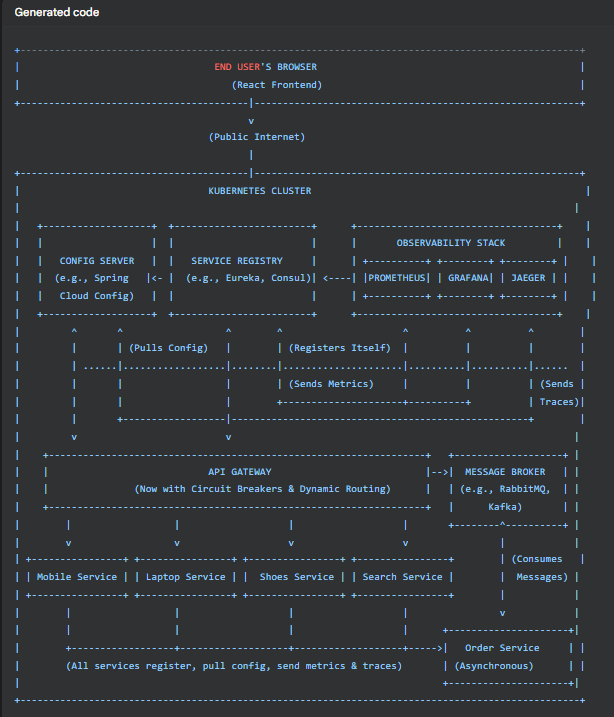 Generated code
END USER'S BROWSER
(React Frontend)
(Public Internet)
KUBERNETES CLUSTER
OBSERVABILITY STACK
CONFIG SERVER SERVICE REGISTRY
(e.g., Spring (e.g., Eureka, Consul) PROMETHEUS GRAFANA JAEGER
Cloud Config)
(Pulls Config) (Registers Itself)
(Sends Metrics) (Sends
Traces)
API GATEWAY MESSAGE BROKER
(Now with Circuit Breakers & Dynamic Routing) (e.g., RabbitMQ,
Kafka)
(Consumes
Mobile Service Laptop Service Shoes Service Search Service Messages)
Order Service
(All services register, pull config, send metrics & traces) (Asynchronous)